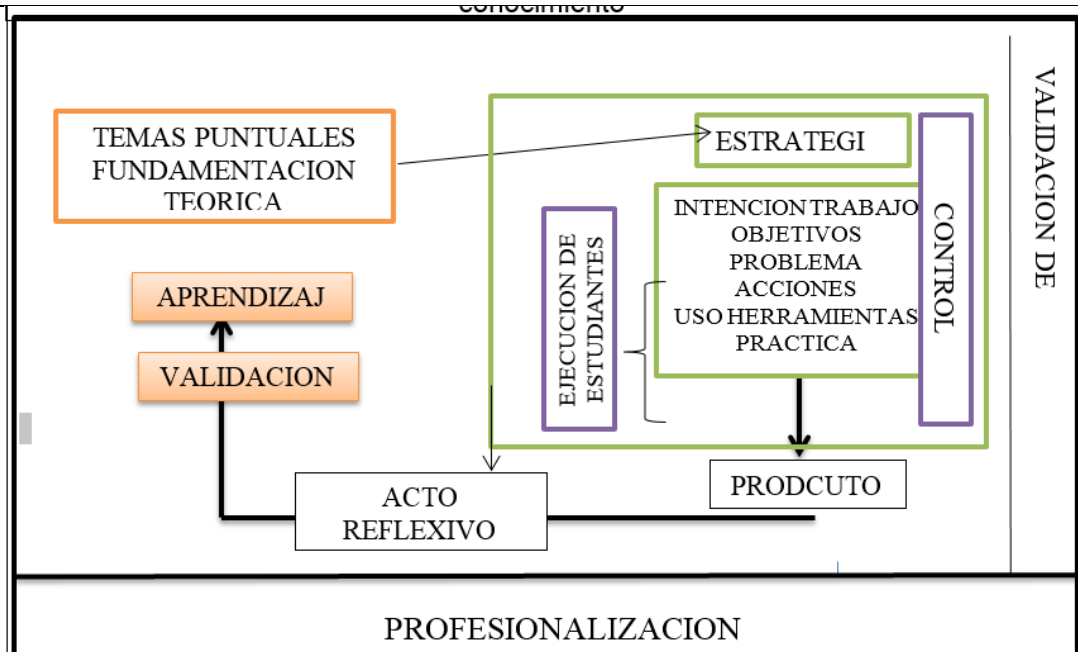 conocimiento
TEMAS PUNTUALES
FUNDAMENTACION
TEORICA
ESTRATEGI
INTENCION TRABAJO
OBJETIVOS
PROBLEMA
ACCIONES
USO HERRAMIENTAS
PRACTICA
CONTROL
EJECUCION DE
ESTUDIANTES
VALIDACION DE
APRENDIZAJ
VALIDACION
ACTO
REFLEXIVO
PRODCUTO
PROFESIONALIZACION